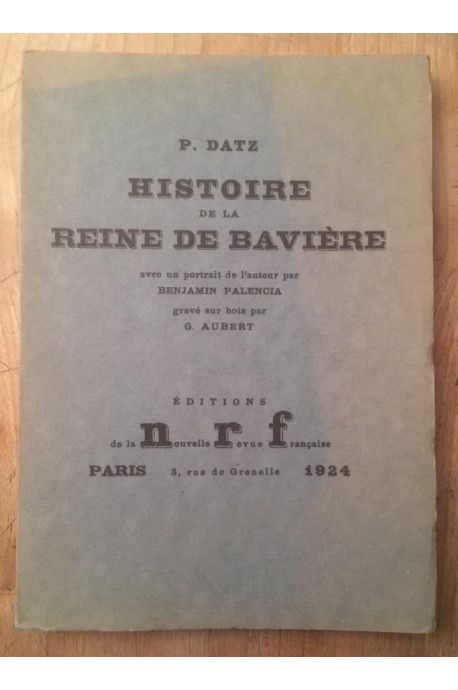 P. DATZ
HISTOIRE
DE LA
REINE DE BAVIÈRE
avec un portrait de l'auteur par
BENJAMIN PALENCIA
gravé sur bois par
G. AUBERT
ÉDITIONS
de la nouvelle revue française
PARIS 3, rue de Grenelle 1924